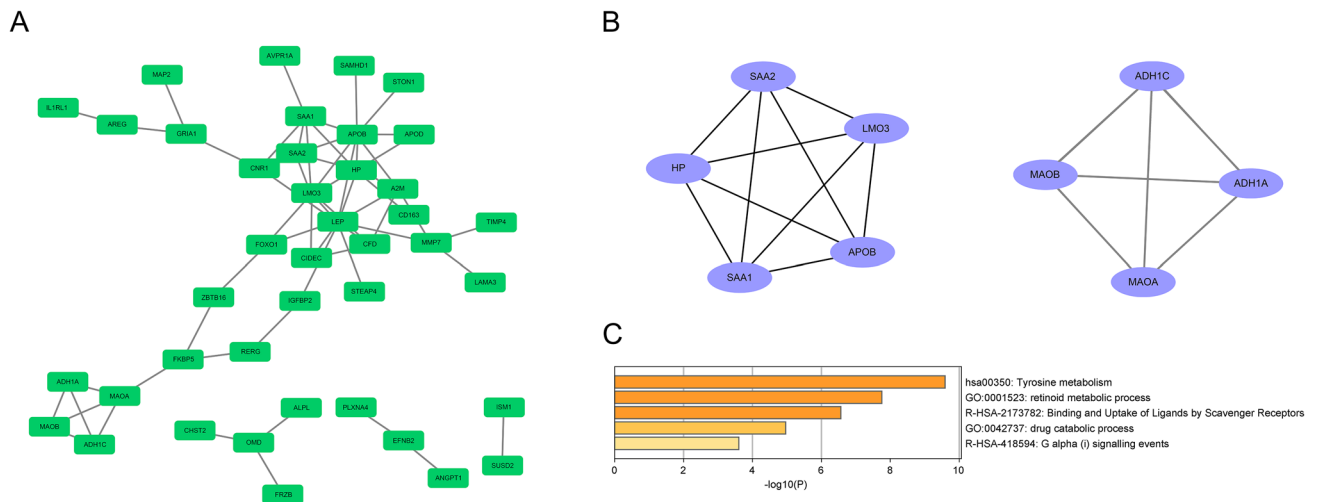 A
AVPR1A
SAMHD1
MAP2
STON1
IL1RL1
AREG
GRIA1
SAA1
APOB
APOD
SAA2
CNR1
HP
LMO3
A2M
CD163
LEP
TIMP4
FOXO1
CFD
MMP7
CIDEC
LAMA3
STEAP4
ZBTB16
IGFBP2
FKBP5
RERG
ADH1A
MAOA
MAOB
ADH1C
ALPL
CHST2
OMD
FRZB
PLXNA4
EFNB2
ANGPT1
ISM1
SUSD2
B
SAA2
LMO3
HP
APOB
SAA1
ADH1C
MAOB
ADH1A
MAOA
C
hsa00350: Tyrosine metabolism
GO:0001523: retinoid metabolic process
R-HSA-2173782: Binding and Uptake of Ligands by Scavenger Receptors
GO:0042737: drug catabolic process
R-HSA-418594: G alpha (i) signalling events
0 2 4 6 8 10
-log10(P)